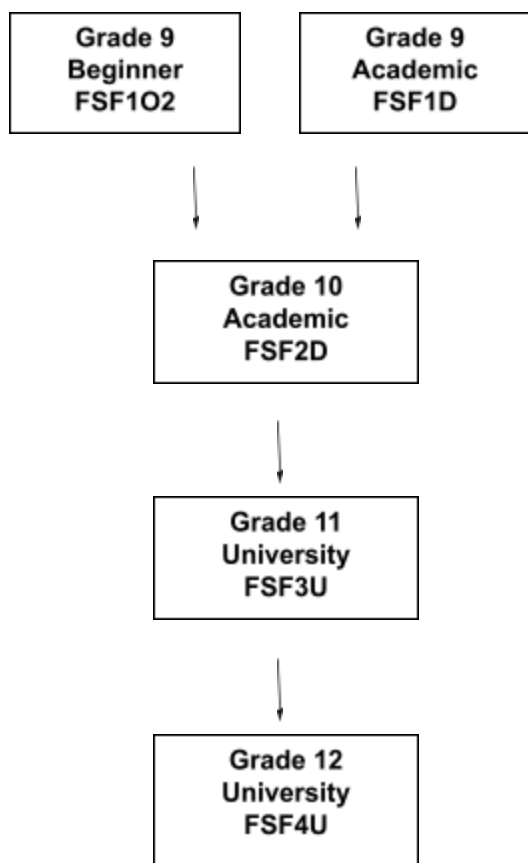 Grade 9
Beginner
FSF1O2
Grade 9
Academic
FSF1D
Grade 10
Academic
FSF2D
Grade 11
University
FSF3U
Grade 12
University
FSF4U